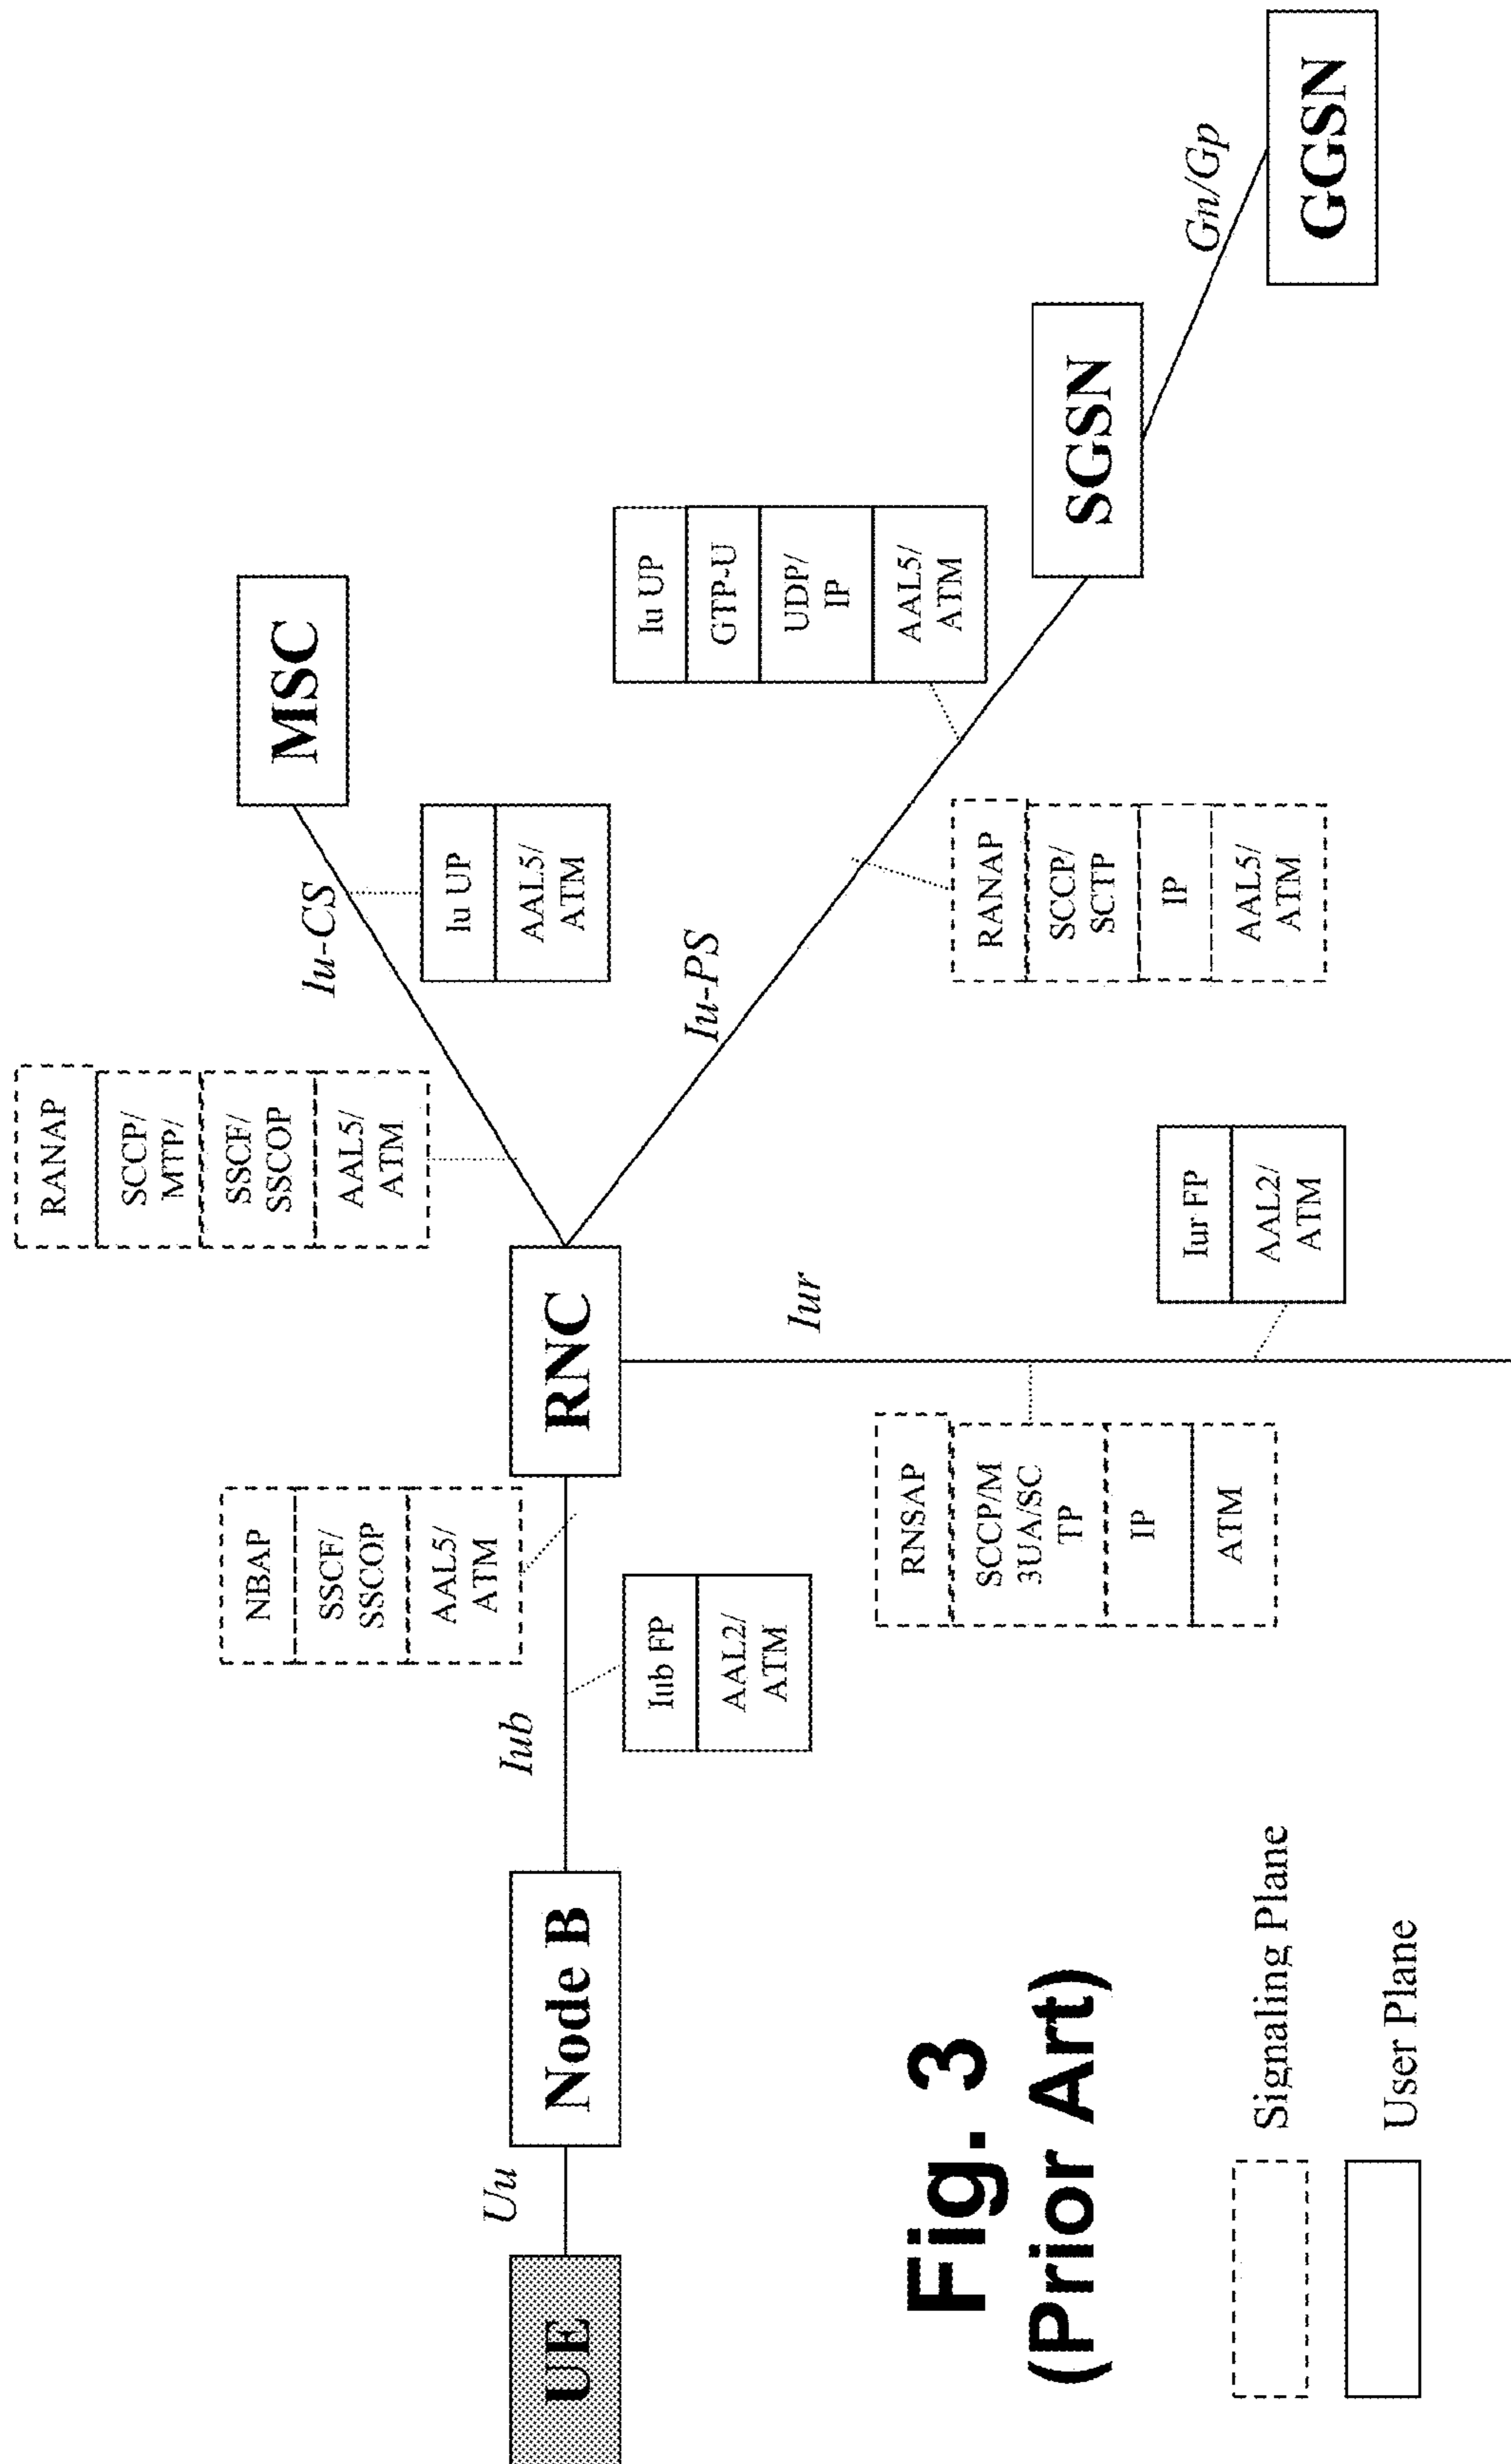 RANAP
SCCP/
MTP/
SSCF/
SSCOP
AAL5/
ATM
Iu-CS
MSC
NBAP
SSCF/
SSCOP
AAL5/
ATM
Iu UP
AAL5/
ATM
UE
Uu
Node B
Iub
RNC
Iub FP
AAL2/
ATM
Iu-PS
Iu UP
GTP-U
UDP/
IP
AAL5/
ATM
Iur
RNSAP
SCCP/M
3UA/SC
TP
IP
ATM
Iur FP
AAL2/
ATM
RANAP
SCCP/
SCTP
IP
AAL5/
ATM
SGSN
Gn/Gp
GGSN
Fig. 3
(Prior Art)
Signaling Plane
User Plane